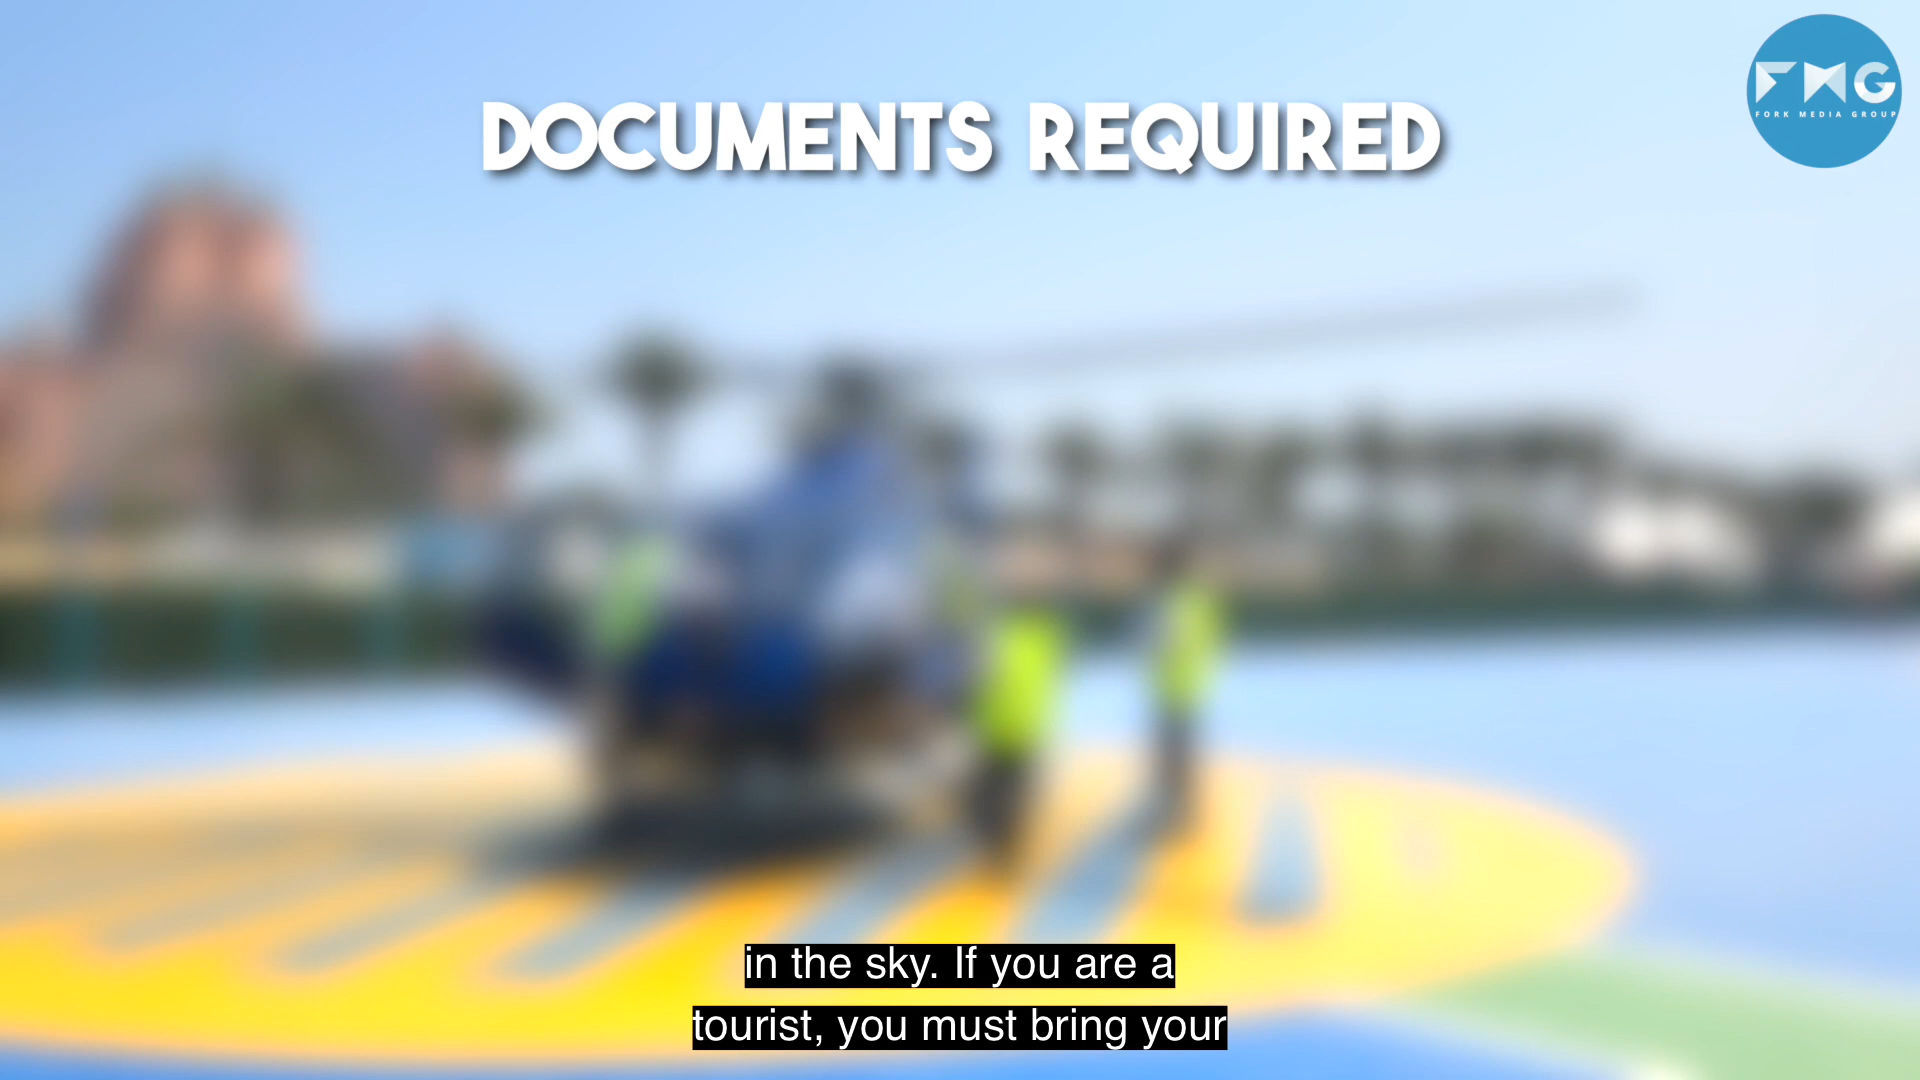 DOCUMENTS REQUIRED
FMG
FORK MEDIA GROUP
in the sky. If you are a
tourist, you must bring your